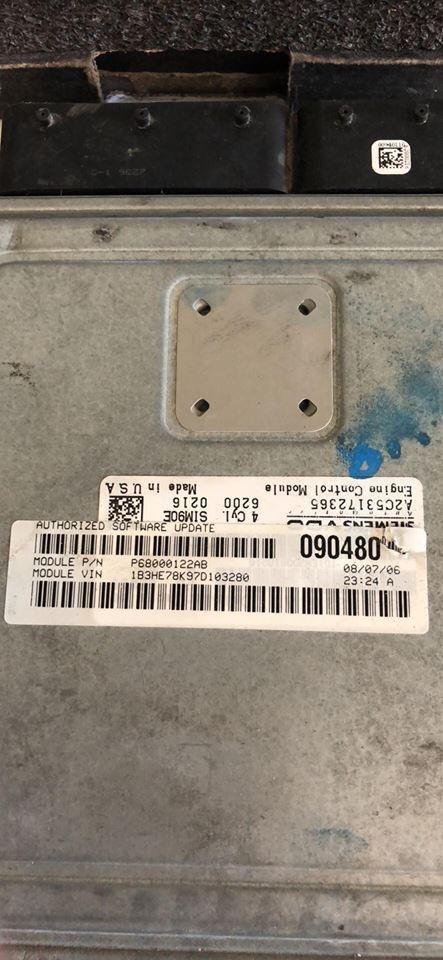 AUTHORIZED SOFTWARE UPDATE
090480
MODULE P/N P68000122AB 08/07/06
MODULE VIN 1B3HE78K97D103280 23:24 A
SIEMENS VDO
A2C53172365
Engine Control Module
4 Cyl. SIM90E
6200 0216
Made in U.S.A